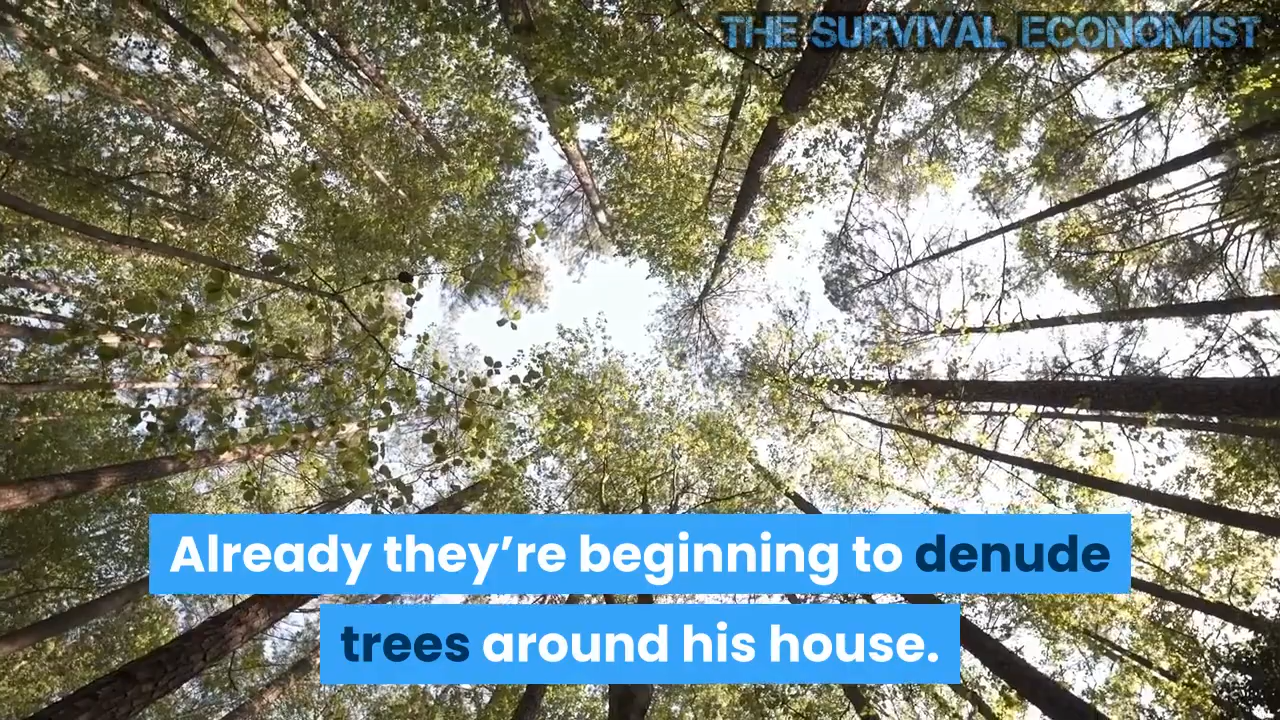 THE SURVIVAL ECONOMIST
Already they’re beginning to denude
trees around his house.